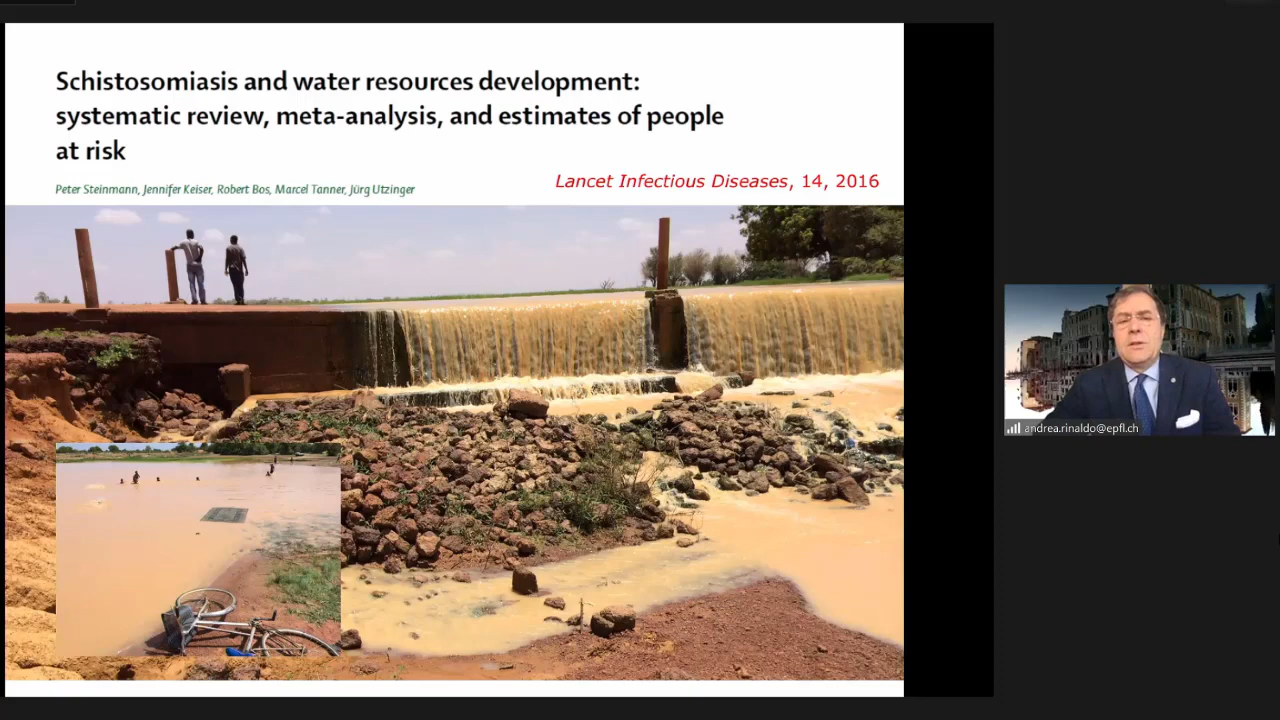 Schistosomiasis and water resources development:
systematic review, meta-analysis, and estimates of people
at risk
Peter Steinmann, Jennifer Keiser, Robert Bos, Marcel Tanner, Jürg Utzinger
Lancet Infectious Diseases, 14, 2016
andrea.rinaldo@epfl.ch